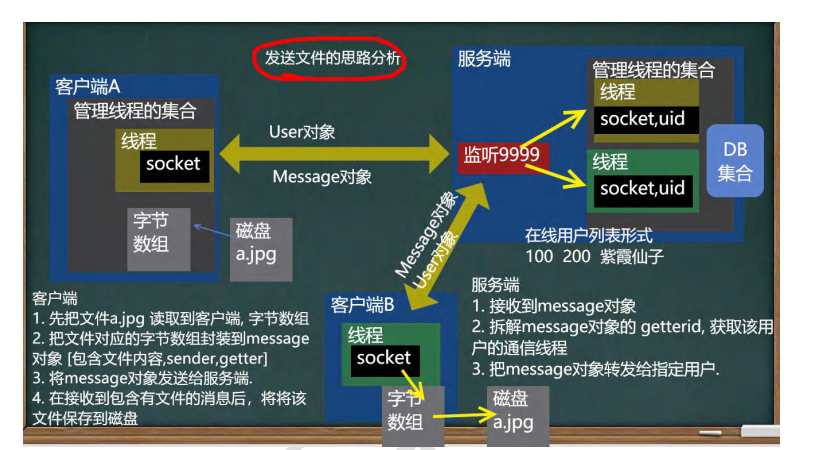 发送文件的思路分析
客户端A
管理线程的集合
线程
socket
字节
数组
磁盘
a.jpg
User对象
Message对象
服务端
监听9999
管理线程的集合
线程
socket,uid
线程
socket,uid
DB
集合
在线用户列表形式
100 200 紫霞仙子
Message对象
User对象
客户端
1. 先把文件a.jpg 读取到客户端, 字节数组
2. 把文件对应的字节数组封装到message
对象 [包含文件内容,sender,getter]
3. 将message对象发送给服务端.
4. 在接收到包含有文件的消息后，将将该
文件保存到磁盘
客户端B
线程
socket
字节
数组
磁盘
a.jpg
服务端
1. 接收到message对象
2. 拆解message对象的 getterid, 获取该用
户的通信线程
3. 把message对象转发给指定用户.